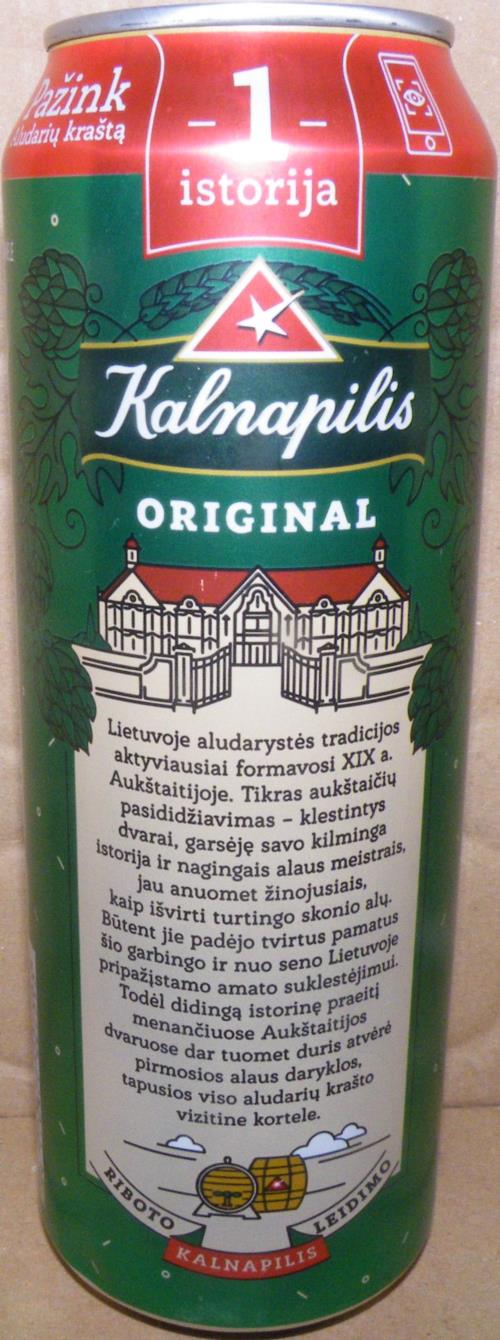 Pažink
aludarių kraštą
- 1 -
istorija
Kalnapilis
ORIGINAL
Lietuvoje aludarystės tradicijos
aktyviausiai formavosi XIX a.
Aukštaitijoje. Tikras aukštaičių
pasididžiavimas – klestintys
dvarai, garsėję savo kilminga
istorija ir nagingais alaus meistrais,
jau anuomet žinojusiais,
kaip išvirti turtingo skonio alų.
Būtent jie padėjo tvirtus pamatus
šio garbingo ir nuo seno Lietuvoje
pripažįstamo amato suklestėjimui.
Todėl didingą istorinę praeitį
menančiuose Aukštaitijos
dvaruose dar tuomet duris atvėrė
pirmosios alaus daryklos,
tapusios viso aludarių krašto
vizitine kortele.
RIBOTO LEIDIMO
KALNAPILIS